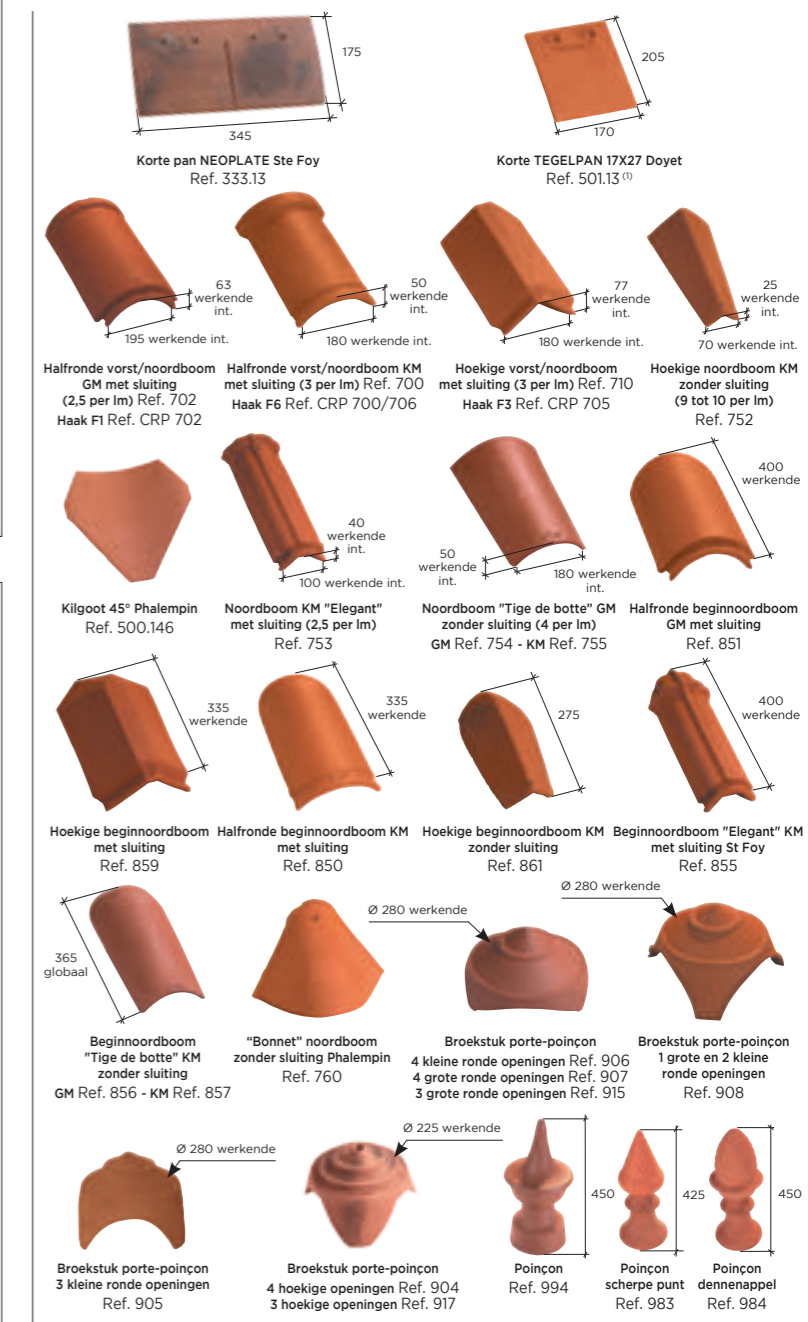 175
345
205
170
Korte pan NEOPLATE Ste Foy
Ref. 333.13
Korte TEGELPAN 17X27 Doyet
Ref. 501.13 (1)
63
werkende
int.
195 werkende int.
50
werkende
int.
180 werkende int.
77
werkende
int.
180 werkende int.
25
werkende
int.
70 werkende int.
Halfronde vorst/noordboom
GM met sluiting
(2,5 per lm) Ref. 702
Haak F1 Ref. CRP 702
Halfronde vorst/noordboom KM
met sluiting (3 per lm) Ref. 700
Haak F6 Ref. CRP 700/706
Hoekige vorst/noordboom
met sluiting (3 per lm) Ref. 710
Haak F3 Ref. CRP 705
Hoekige noordboom KM
zonder sluiting
(9 tot 10 per lm)
Ref. 752
40
werkende
int.
100 werkende int.
50
werkende
int.
180 werkende
int.
400
werkende
Kilgoot 45° Phalempin
Ref. 500.146
Noordboom KM "Elegant"
met sluiting (2,5 per lm)
Ref. 753
Noordboom "Tige de botte" GM
zonder sluiting (4 per lm)
GM Ref. 754 - KM Ref. 755
Halfronde beginnoordboom
GM met sluiting
Ref. 851
335
werkende
335
werkende
275
400
werkende
Hoekige beginnoordboom
met sluiting
Ref. 859
Halfronde beginnoordboom KM
met sluiting
Ref. 850
Hoekige beginnoordboom KM
zonder sluiting
Ref. 861
Beginnoordboom "Elegant" KM
met sluiting St Foy
Ref. 855
365
globaal
Ø 280 werkende
Ø 280 werkende
Beginnoordboom
"Tige de botte" KM
zonder sluiting
GM Ref. 856 - KM Ref. 857
“Bonnet” noordboom
zonder sluiting Phalempin
Ref. 760
Broekstuk porte-poinçon
4 kleine ronde openingen Ref. 906
4 grote ronde openingen Ref. 907
3 grote ronde openingen Ref. 915
Broekstuk porte-poinçon
1 grote en 2 kleine
ronde openingen
Ref. 908
Ø 280 werkende
Ø 225 werkende
450
425
450
Broekstuk porte-poinçon
3 kleine ronde openingen
Ref. 905
Broekstuk porte-poinçon
4 hoekige openingen Ref. 904
3 hoekige openingen Ref. 917
Poinçon
Ref. 994
Poinçon
scherpe punt
Ref. 983
Poinçon
dennenappel
Ref. 984